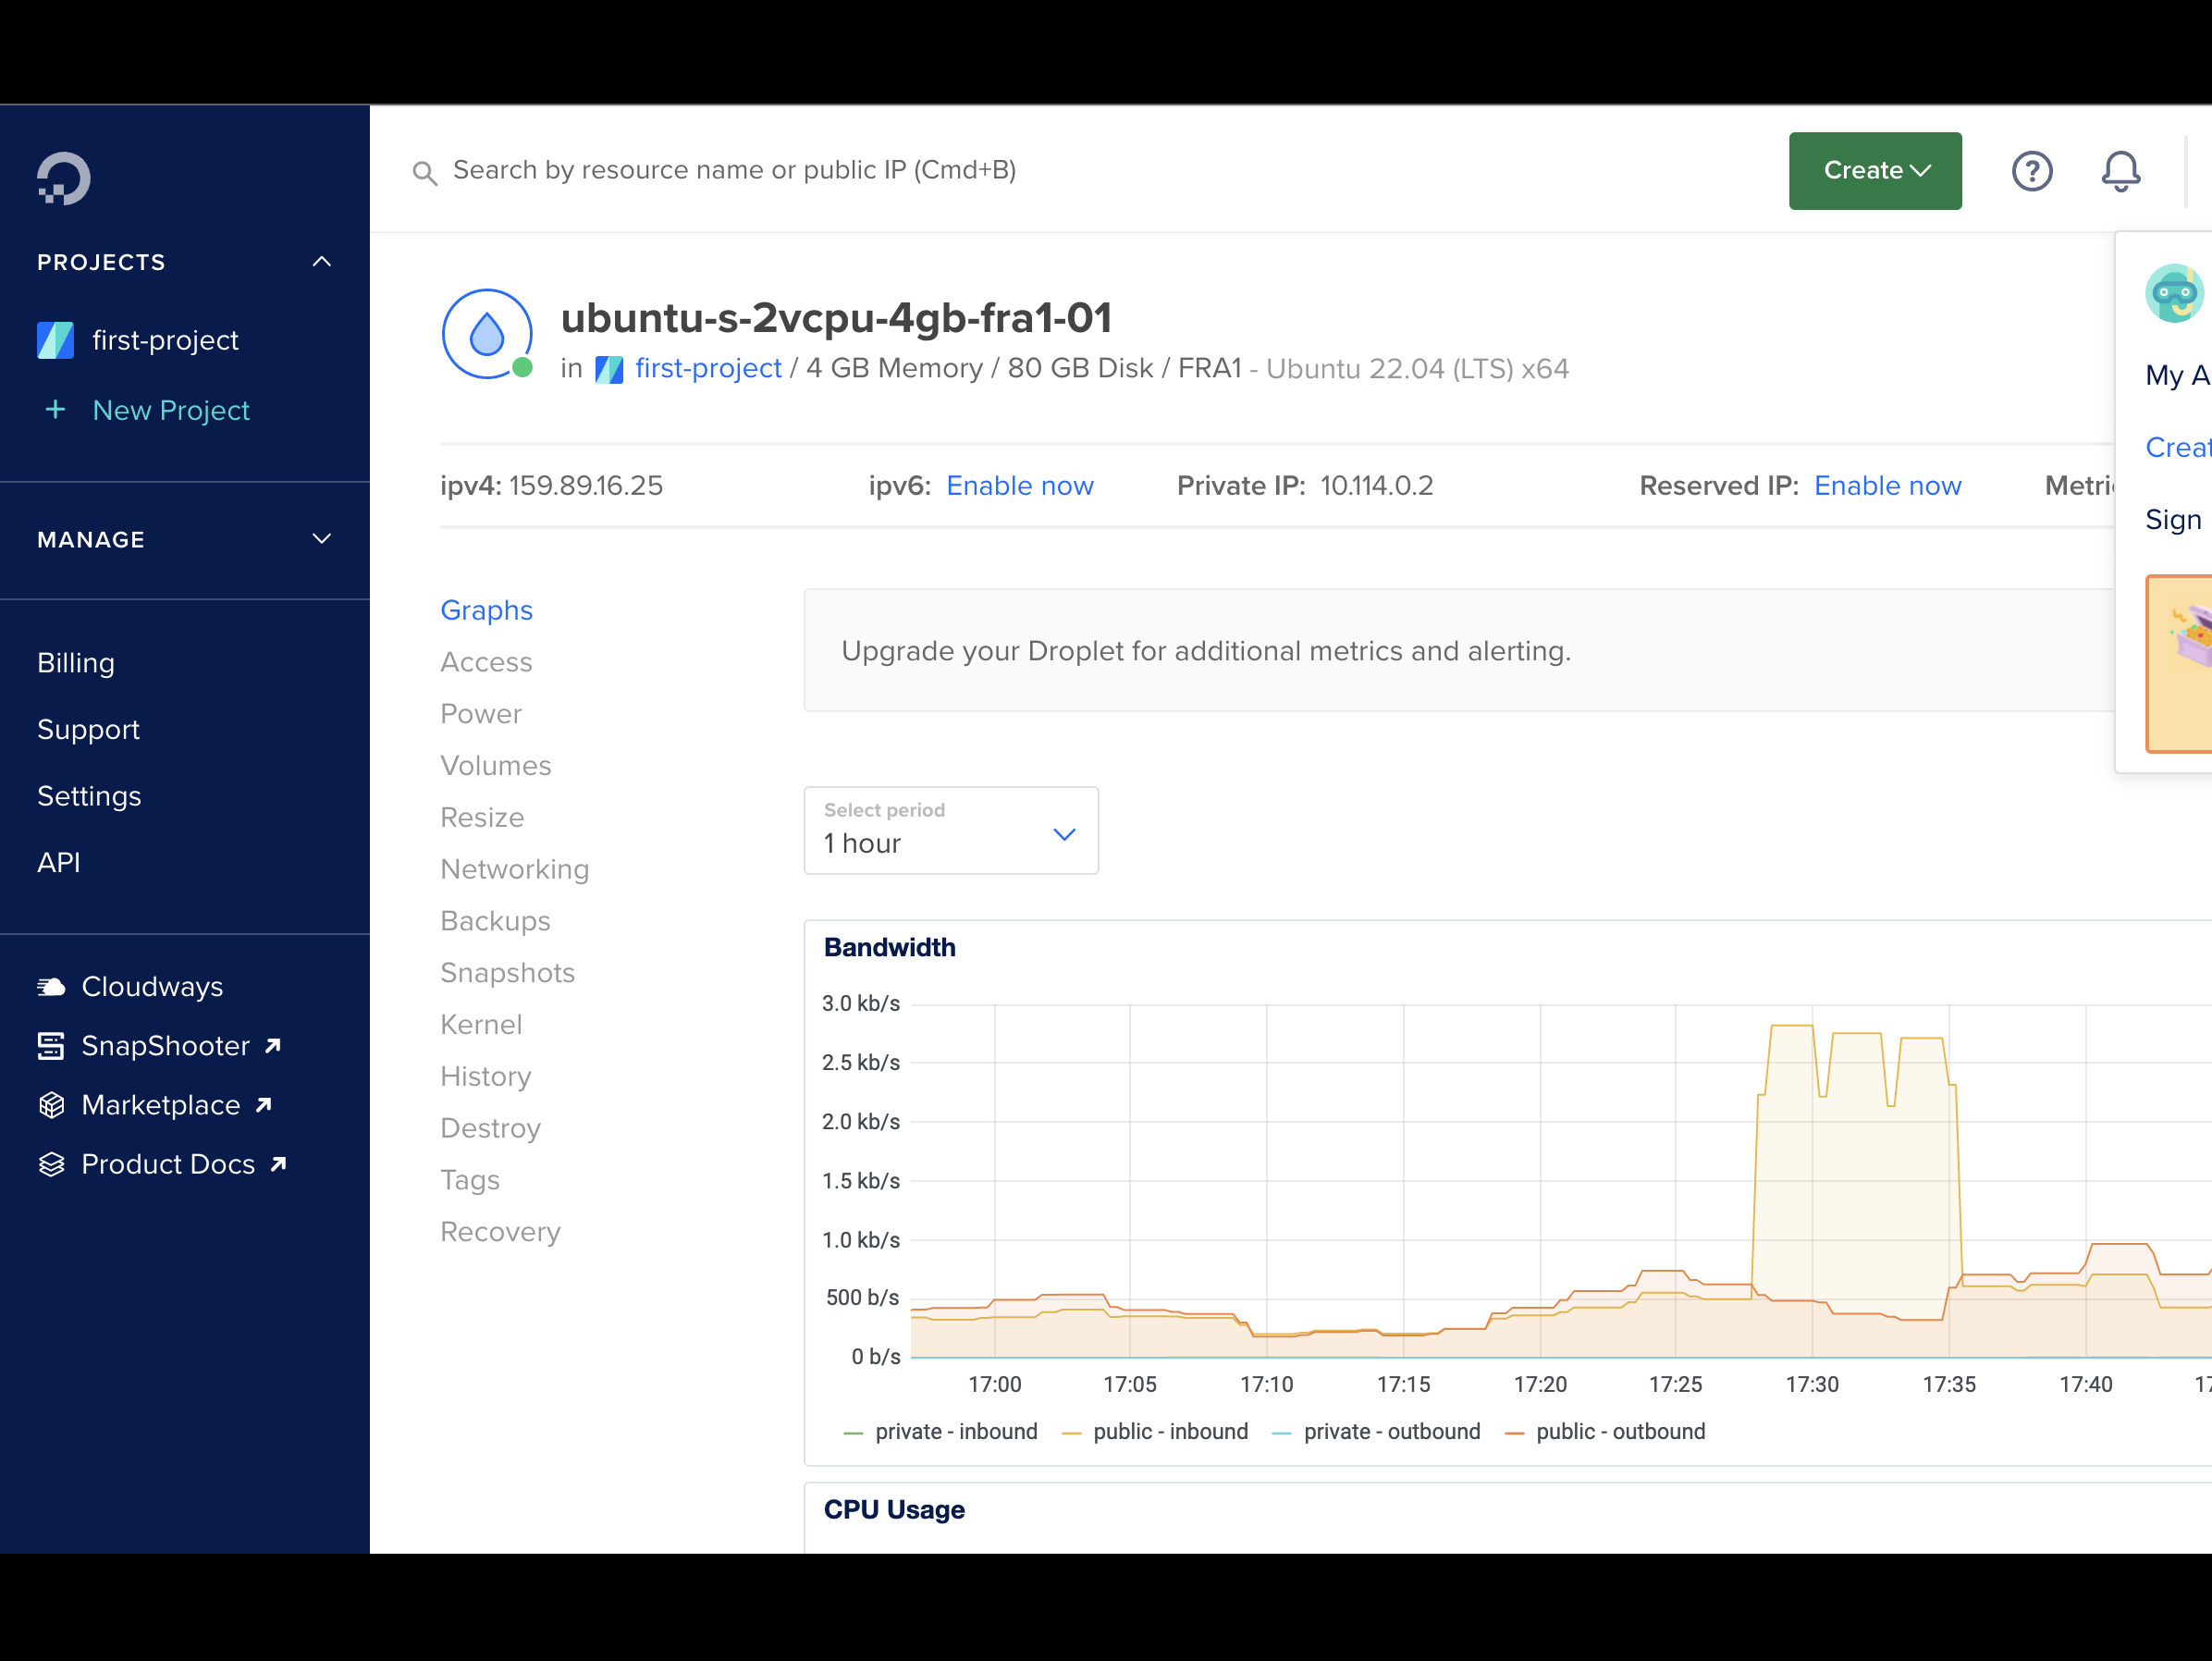 PROJECTS
first-project
+ New Project
MANAGE
Billing
Support
Settings
API
Cloudways
SnapShooter
Marketplace
Product Docs
Search by resource name or public IP (Cmd+B)
Create
?
ubuntu-s-2vcpu-4gb-fra1-01
in first-project / 4 GB Memory / 80 GB Disk / FRA1 - Ubuntu 22.04 (LTS) x64
ipv4: 159.89.16.25 ipv6: Enable now Private IP: 10.114.0.2 Reserved IP: Enable now
My
Sign
Graphs
Access
Power
Volumes
Resize
Networking
Backups
Snapshots
Kernel
History
Destroy
Tags
Recovery
Upgrade your Droplet for additional metrics and alerting.
Select period
1 hour
Bandwidth
3.0 kb/s
2.5 kb/s
2.0 kb/s
1.5 kb/s
1.0 kb/s
500 b/s
0 b/s
17:00 17:05 17:10 17:15 17:20 17:25 17:30 17:35 17:40
private - inbound public - inbound private - outbound public - outbound
CPU Usage